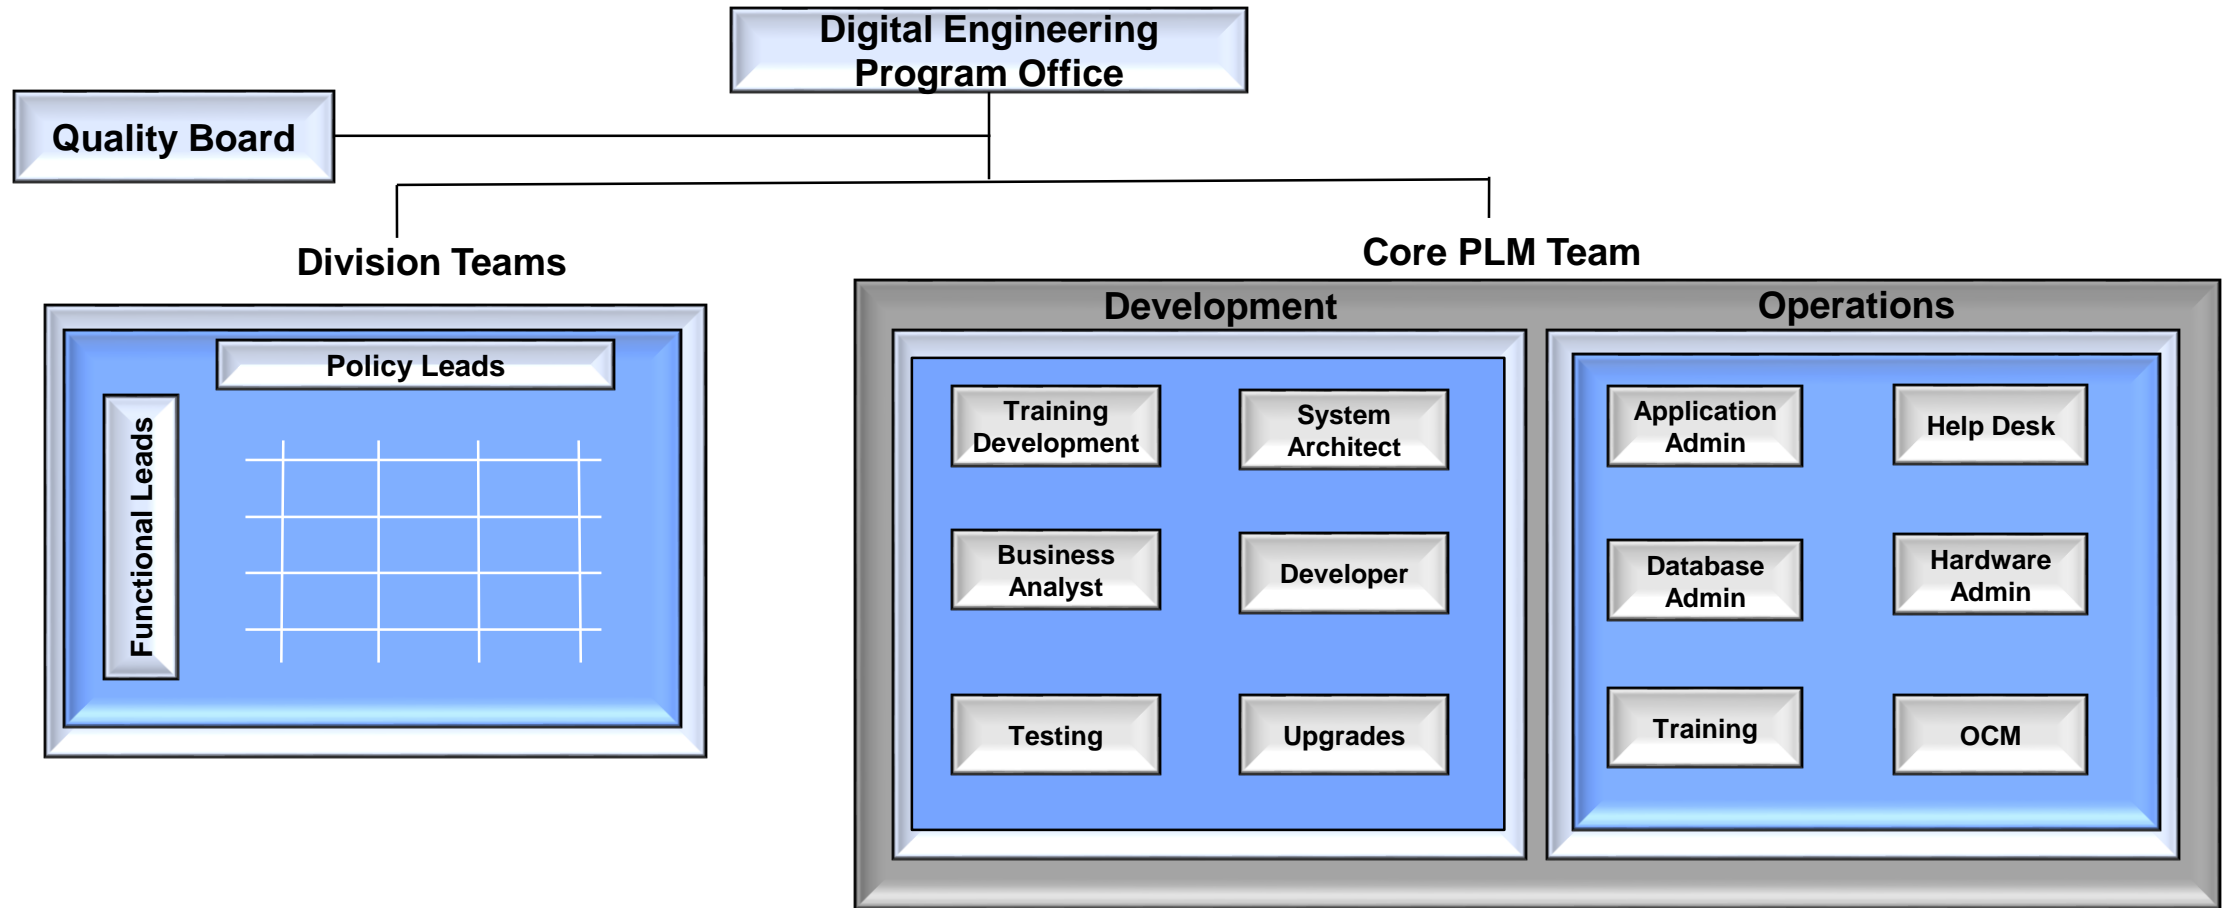 Digital Engineering
Program Office
Quality Board
Division Teams
Policy Leads
Functional Leads
Core PLM Team
Development
Training
Development
System
Architect
Business
Analyst
Developer
Testing
Upgrades
Operations
Application
Admin
Help Desk
Database
Admin
Hardware
Admin
Training
OCM